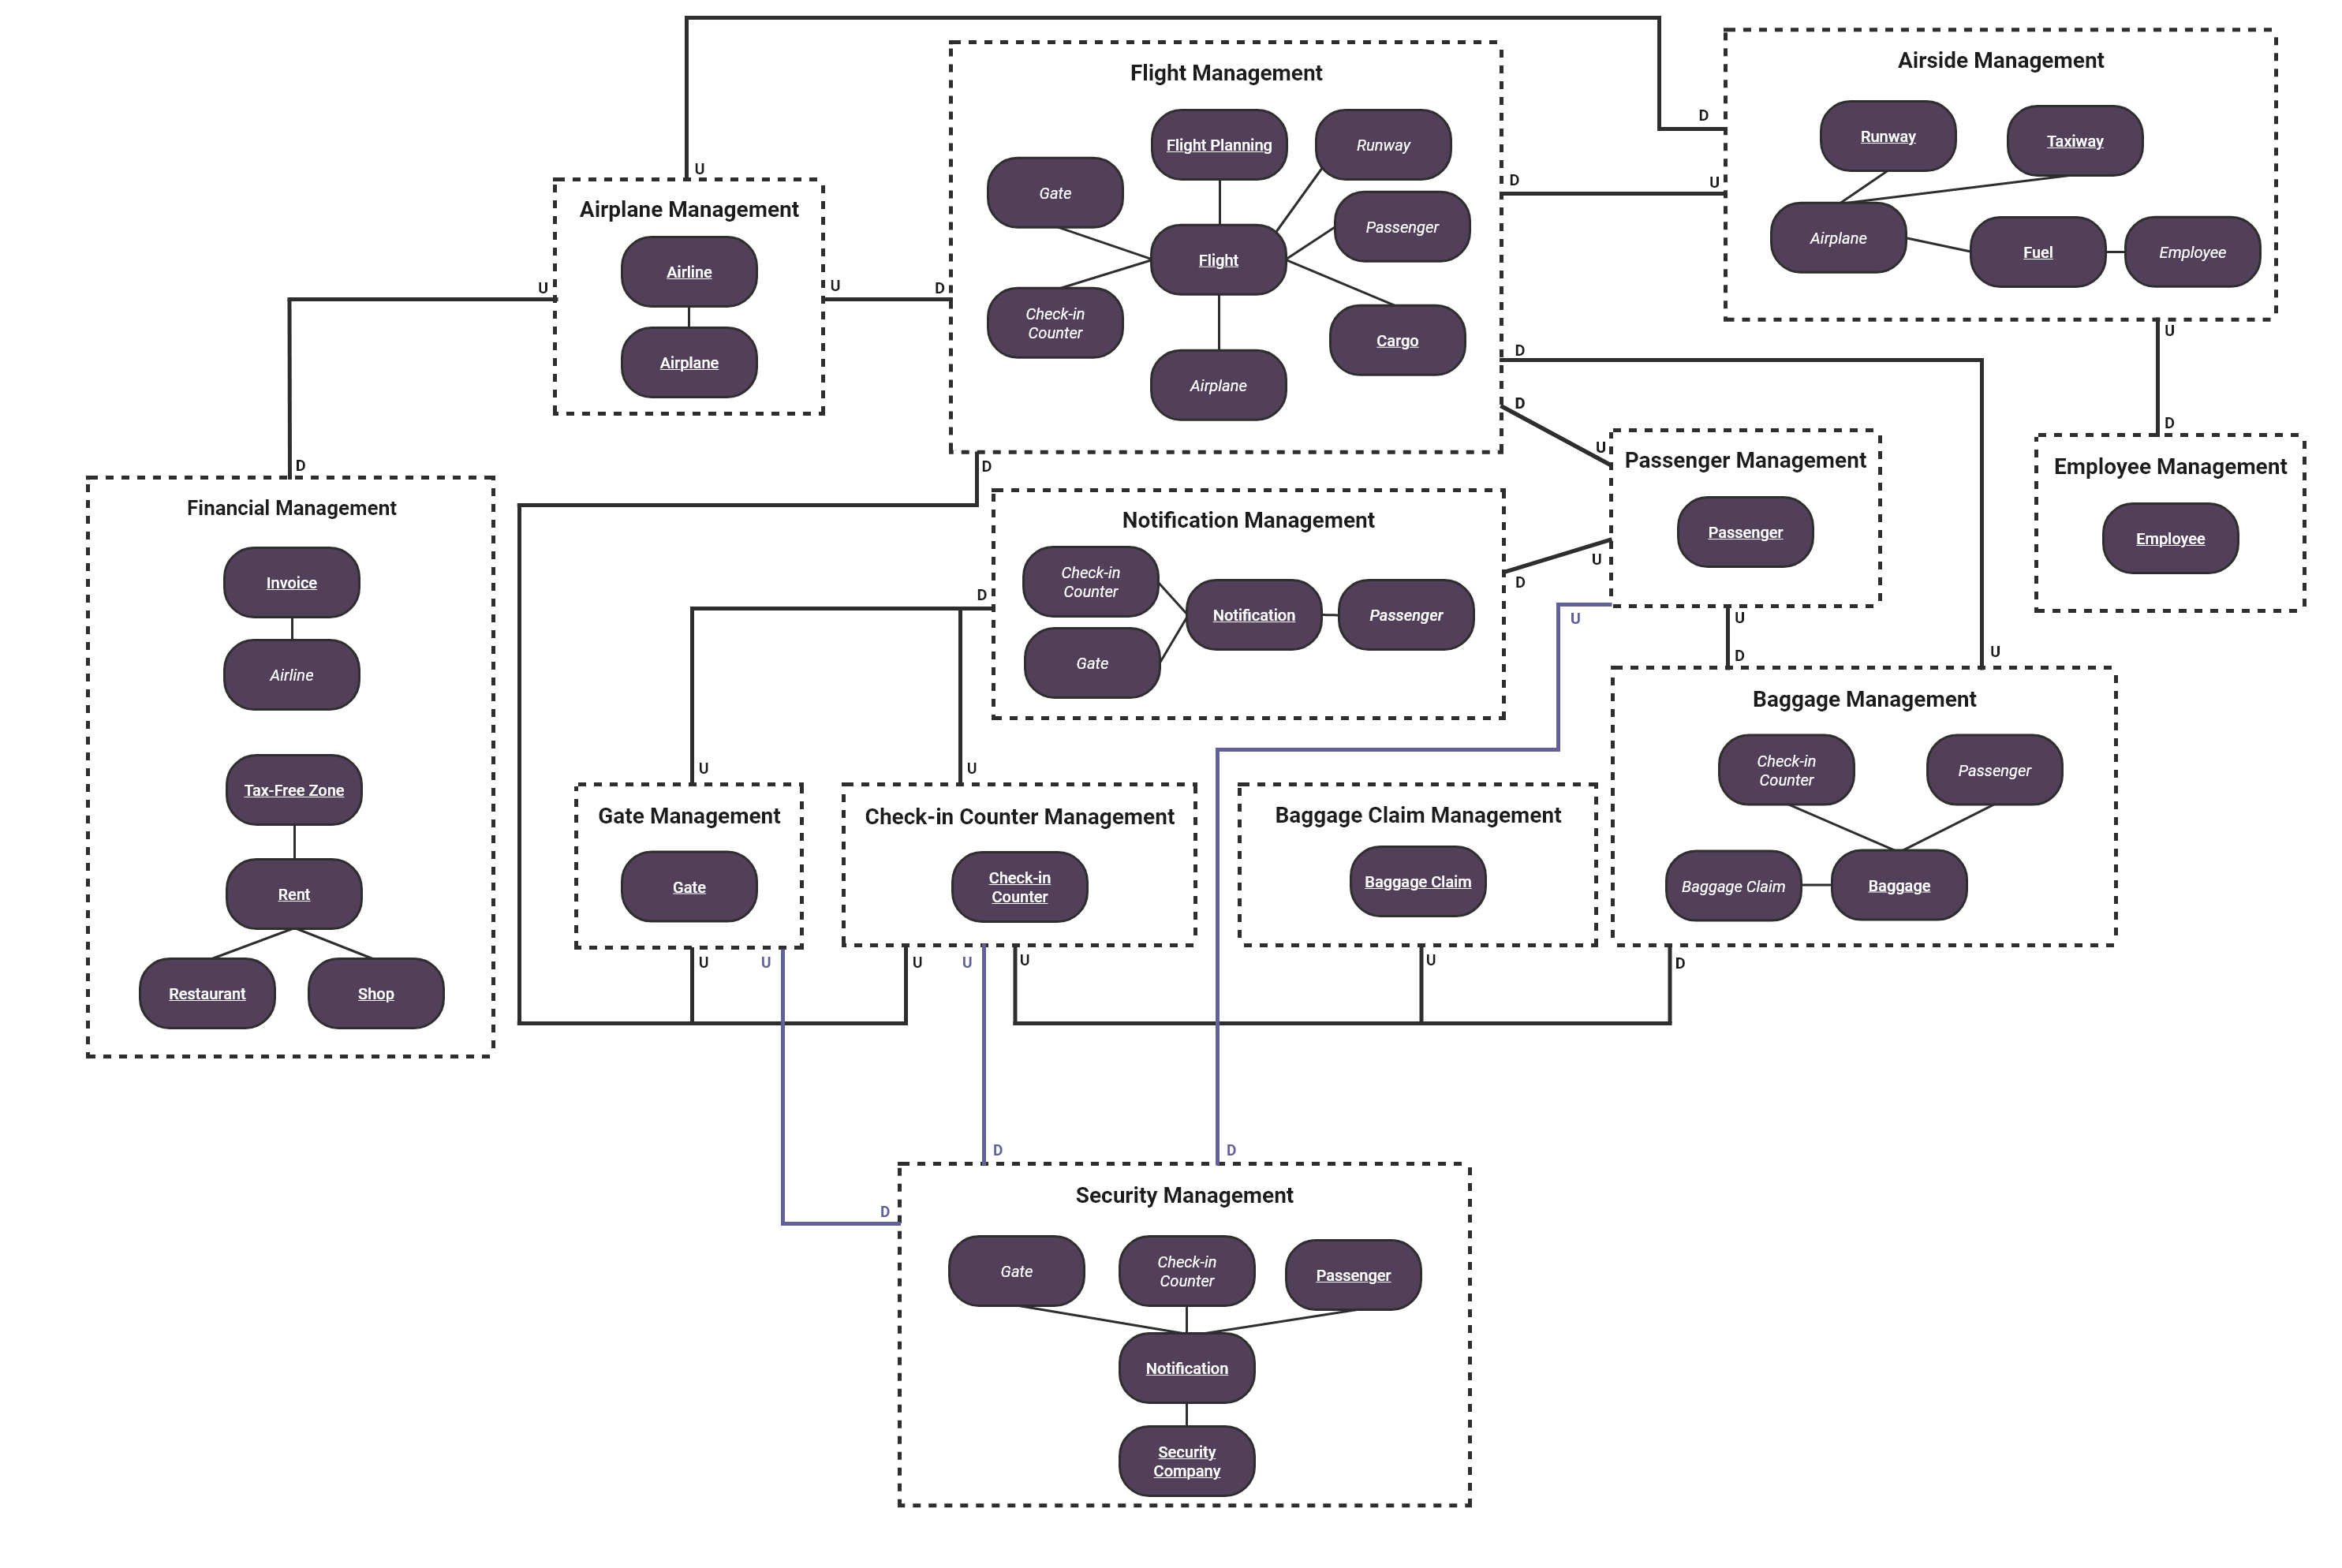 Flight Management
Flight Planning
Runway
Gate
Passenger
Flight
Check-in
Counter
Cargo
Airplane
D
D
D
D
D
D
Airside Management
Runway
Taxiway
Airplane
Fuel
Employee
D
U
U
Airplane Management
Airline
Airplane
U
U
U
Financial Management
Invoice
Airline
Tax-Free Zone
Rent
Restaurant
Shop
D
Notification Management
Check-in
Counter
Notification
Passenger
Gate
D
D
Passenger Management
Passenger
U
U
U
U
Employee Management
Employee
D
Gate Management
Gate
U
U
U
Check-in Counter Management
Check-in
Counter
U
U
U
U
Baggage Claim Management
Baggage Claim
U
Baggage Management
Check-in
Counter
Passenger
Baggage Claim
Baggage
D
U
D
Security Management
Gate
Check-in
Counter
Passenger
Notification
Security
Company
D
D
D